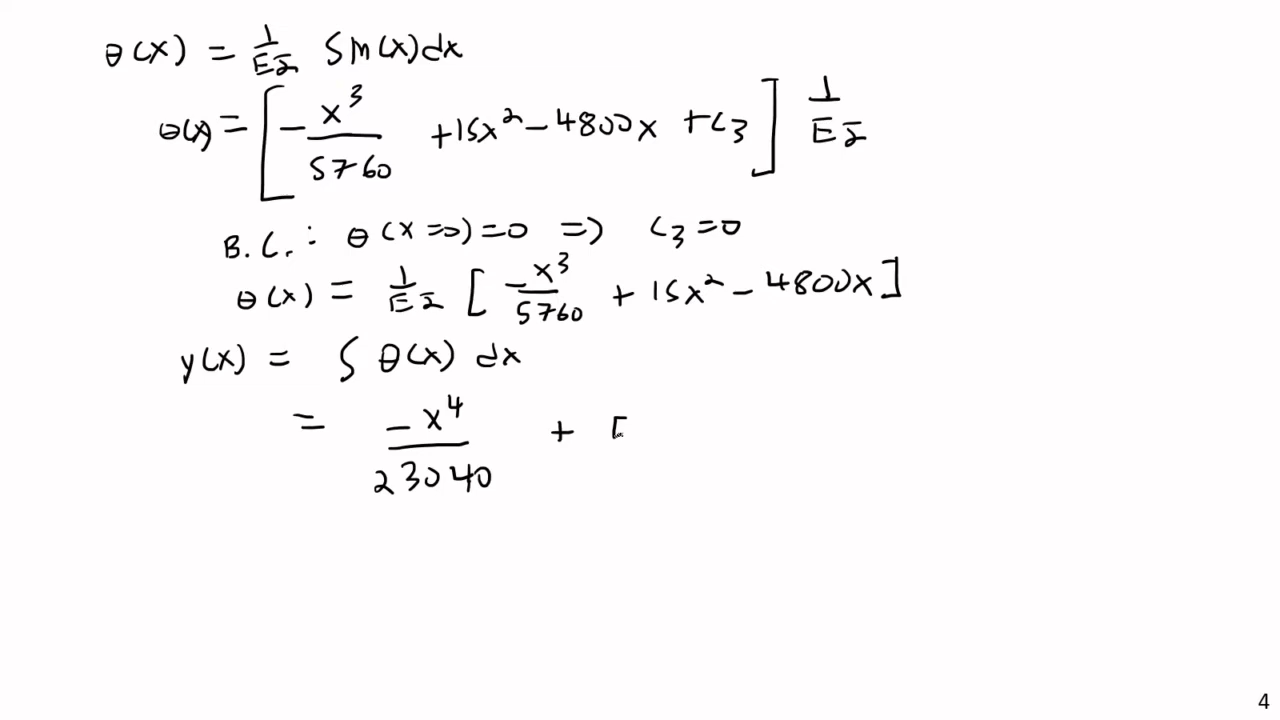 θ(x) = 1/EI ∫ M(x)dx
θ(x) = [ -x³/5760 + 15x² - 4800x + C₃ ] 1/EI
B.C.: θ(x=0)=0 => C₃=0
θ(x) = 1/EI [ -x³/5760 + 15x² - 4800x ]
y(x) = ∫ θ(x) dx
= -x⁴/23040 +
4